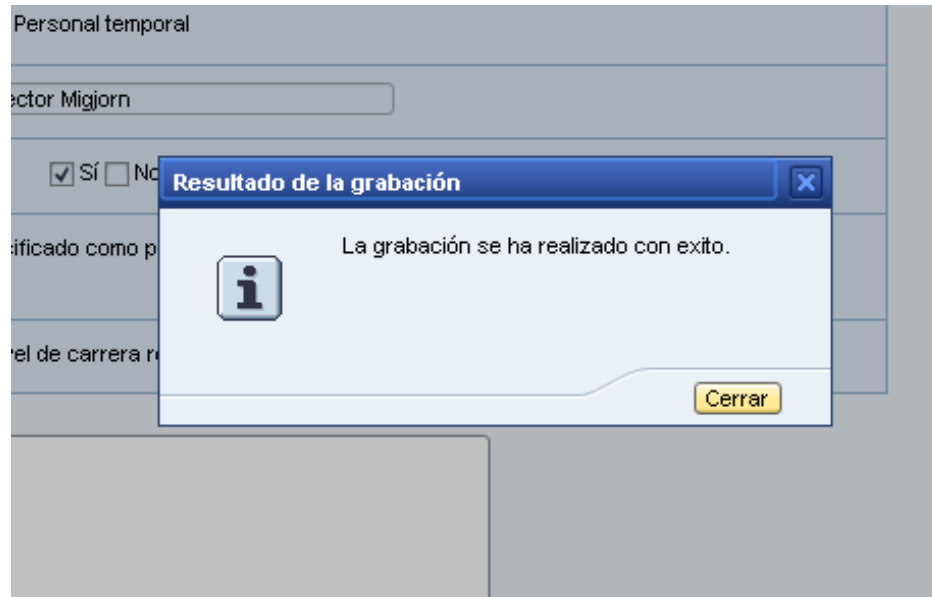 Personal temporal
ector Migjorn
Sí No
Resultado de la grabación
ificado como p
La grabación se ha realizado con exito.
el de carrera r
Cerrar